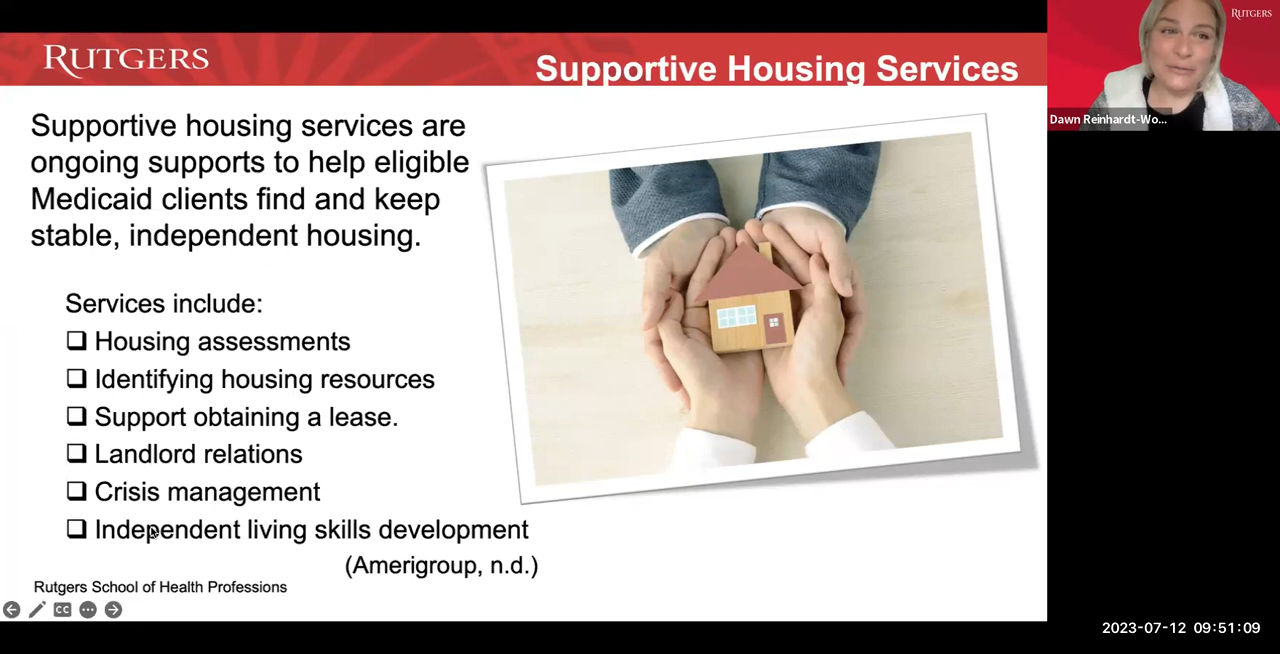 RUTGERS
Supportive Housing Services
RUTGERS
Dawn Reinhardt-Wo...
Supportive housing services are
ongoing supports to help eligible
Medicaid clients find and keep
stable, independent housing.
Services include:
❑ Housing assessments
❑ Identifying housing resources
❑ Support obtaining a lease.
❑ Landlord relations
❑ Crisis management
❑ Independent living skills development
(Amerigroup, n.d.)
Rutgers School of Health Professions
CC
2023-07-12 09:51:09